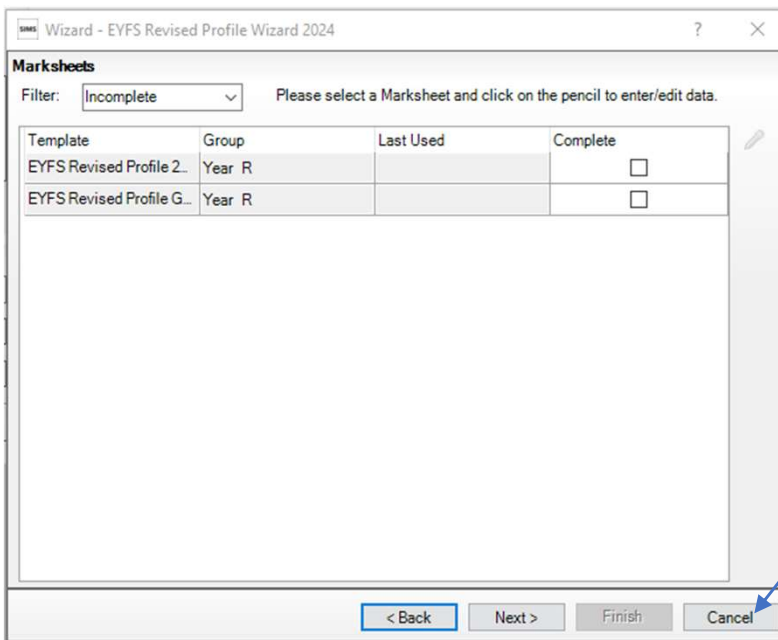 SIMS Wizard - EYFS Revised Profile Wizard 2024 ?
Marksheets
Filter: Incomplete Please select a Marksheet and click on the pencil to enter/edit data.
Template Group Last Used Complete
EYFS Revised Profile 2... Year R
EYFS Revised Profile G... Year R
< Back Next > Finish Cancel